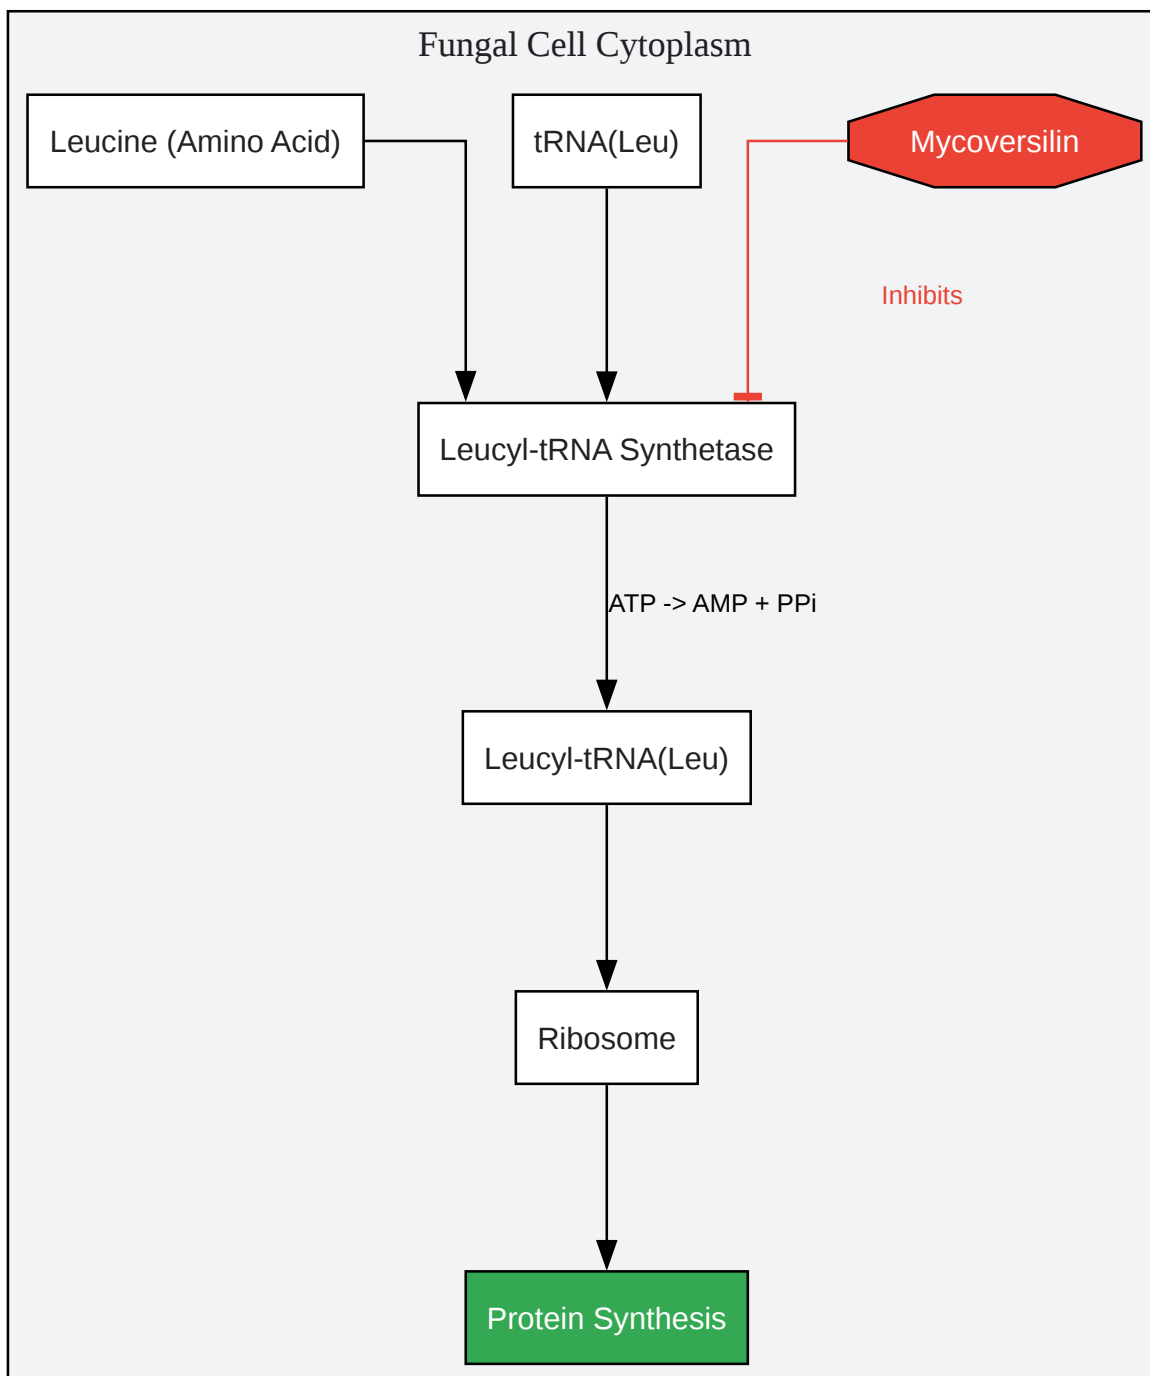 Fungal Cell Cytoplasm
Leucine (Amino Acid)
tRNA(Leu)
Mycoversilin
Inhibits
Leucyl-tRNA Synthetase
ATP -> AMP + PPi
Leucyl-tRNA(Leu)
Ribosome
Protein Synthesis